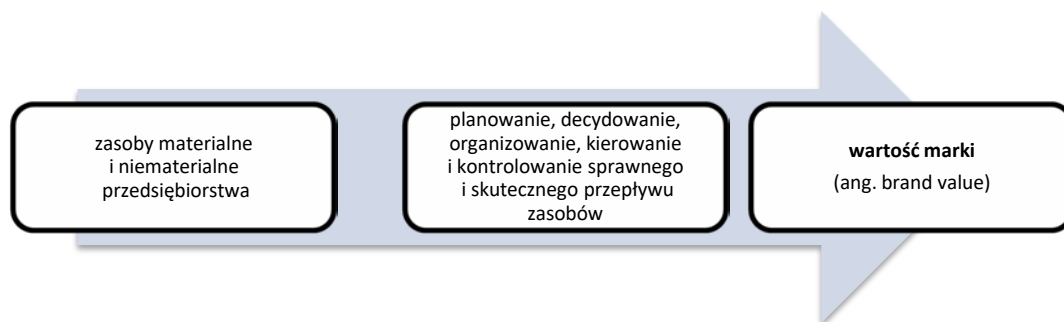 zasoby materialne
i niematerialne
przedsiębiorstwa
planowanie, decydowanie,
organizowanie, kierowanie
i kontrolowanie sprawnego
i skutecznego przepływu
zasobów
wartość marki
(ang. brand value)